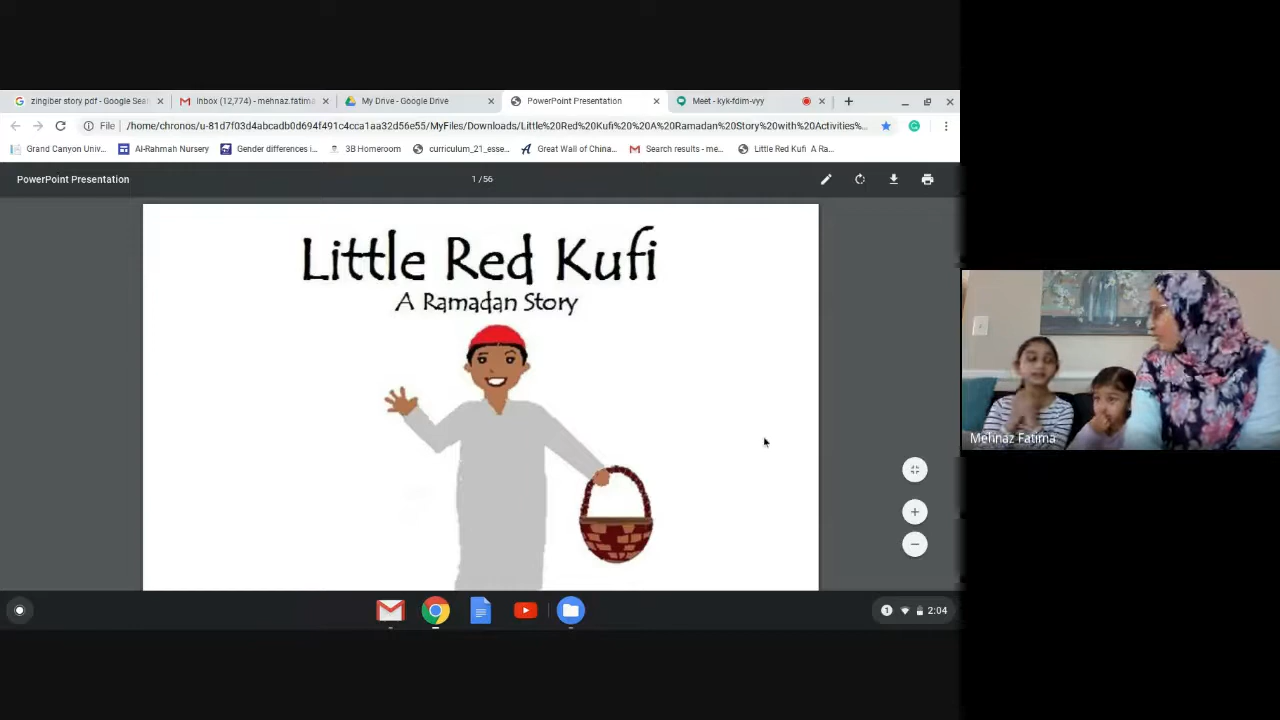 zingiber story pdf - Google Sear
Inbox (12,774) - mehnaz.fatima
My Drive - Google Drive
PowerPoint Presentation
Meet - kyk-fdim-vyy
File
/home/chronos/u-81d7f03d4abcadb0d694f491c4cca1aa32d56e55/MyFiles/Downloads/Little%20Red%20Kufi%20%20A%20Ramadan%20Story%20with%20Activities%...
Grand Canyon Univ...
Al-Rahmah Nursery
Gender differences i...
3B Homeroom
curriculum_21_esse...
Great Wall of China...
Search results - me...
Little Red Kufi A Ra...
PowerPoint Presentation
1 / 56
Little Red Kufi
A Ramadan Story
Mehnaz Fatima
1
2:04